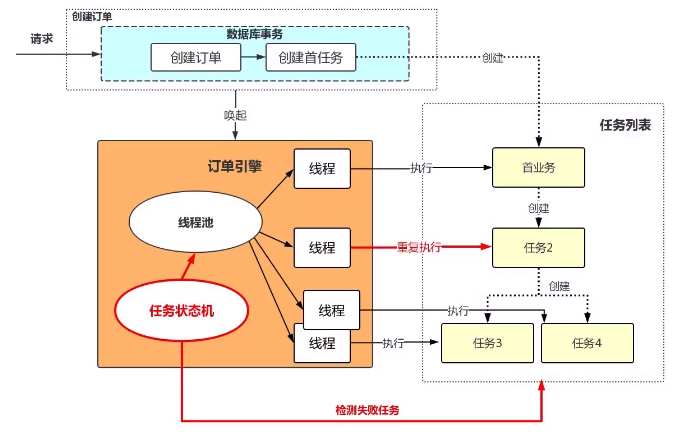 创建订单
请求
数据库事务
创建订单
创建首任务
创建
唤起
任务列表
订单引擎
线程
执行
首业务
创建
线程池
线程
重复执行
任务2
创建
任务状态机
线程
执行
线程
执行
任务3
任务4
检测失败任务